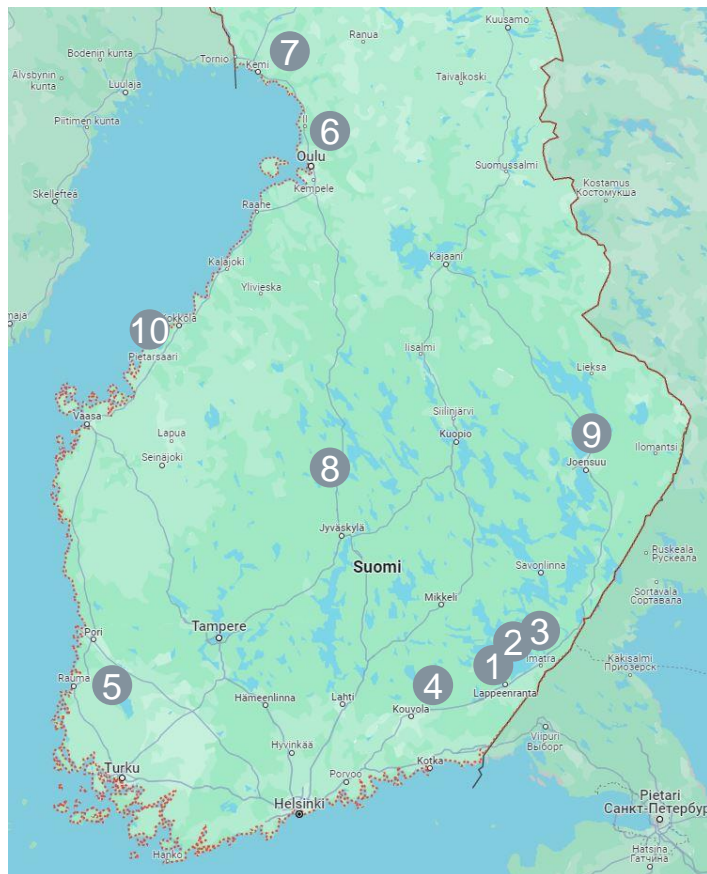 Kuusamo
Ranua
7
Bodenin kunta
Tornio
Kemi
Älvsbynin
kunta
Luulaja
Taivalkoski
Piitimen kunta
Ii
6
Oulu
Suomussalmi
Kempele
Skellefteå
Kostamus
Костомукша
Raahe
Kalajoki
Kajaani
Ylivieska
maja
10
Kokkola
Pietarsaari
Iisalmi
Lieksa
Vaasa
Siilinjärvi
Lapua
Kuopio
9
Seinäjoki
8
Joensuu
Ilomantsi
Jyväskylä
Ruskeala
Рускеала
Suomi
Savonlinna
Sortavala
Сортавала
Mikkeli
Tampere
Pori
2
3
1
Imatra
Käkisalmi
Приозерск
Rauma
5
4
Lappeenranta
Hämeenlinna
Lahti
Kouvola
Viipuri
Выборг
Hyvinkää
Turku
Kotka
Porvoo
Pietari
Санкт-Петербур
Helsinki
Hanko
Hatsina
Гатчина